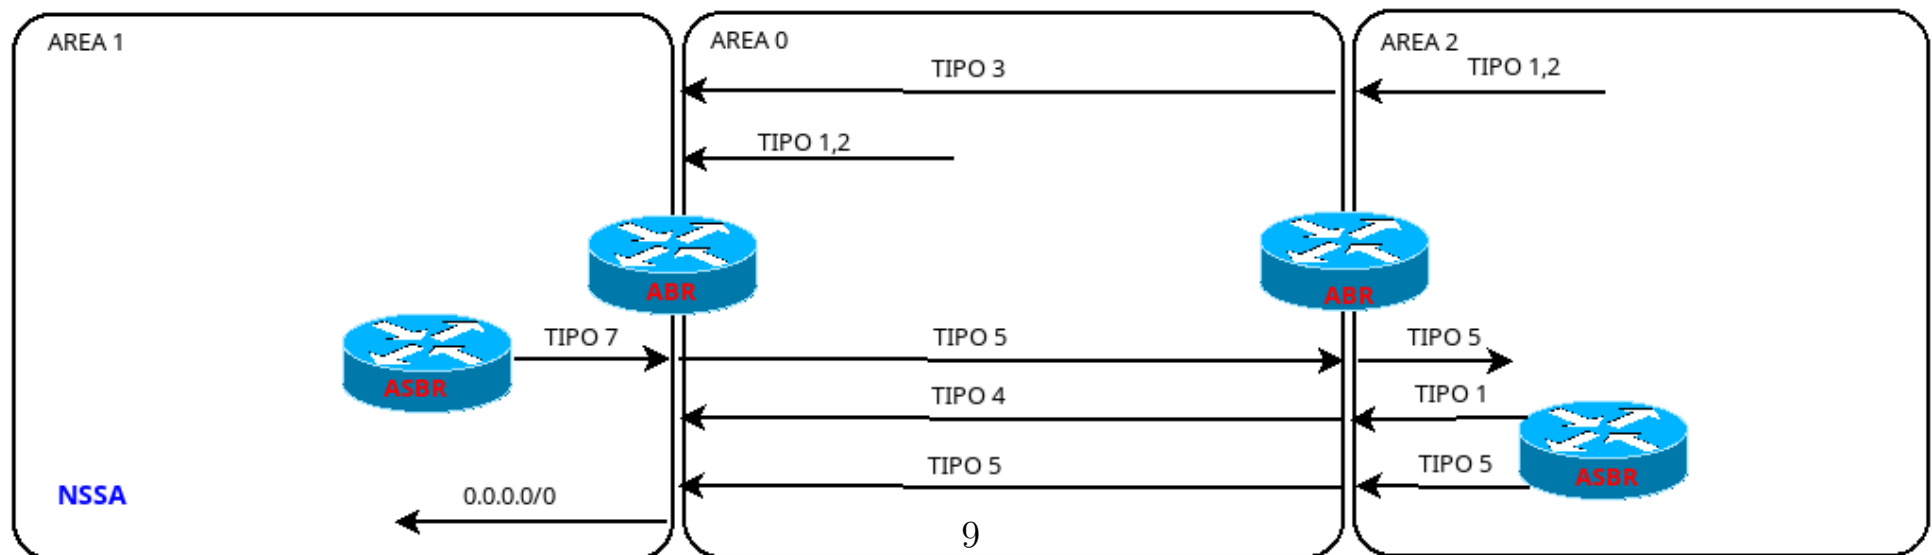 AREA 1
AREA 0
AREA 2
TIPO 3
TIPO 1,2
TIPO 1,2
ABR
ABR
TIPO 7
TIPO 5
TIPO 5
ASBR
TIPO 4
TIPO 1
TIPO 5
TIPO 5
ASBR
NSSA
0.0.0.0/0
9